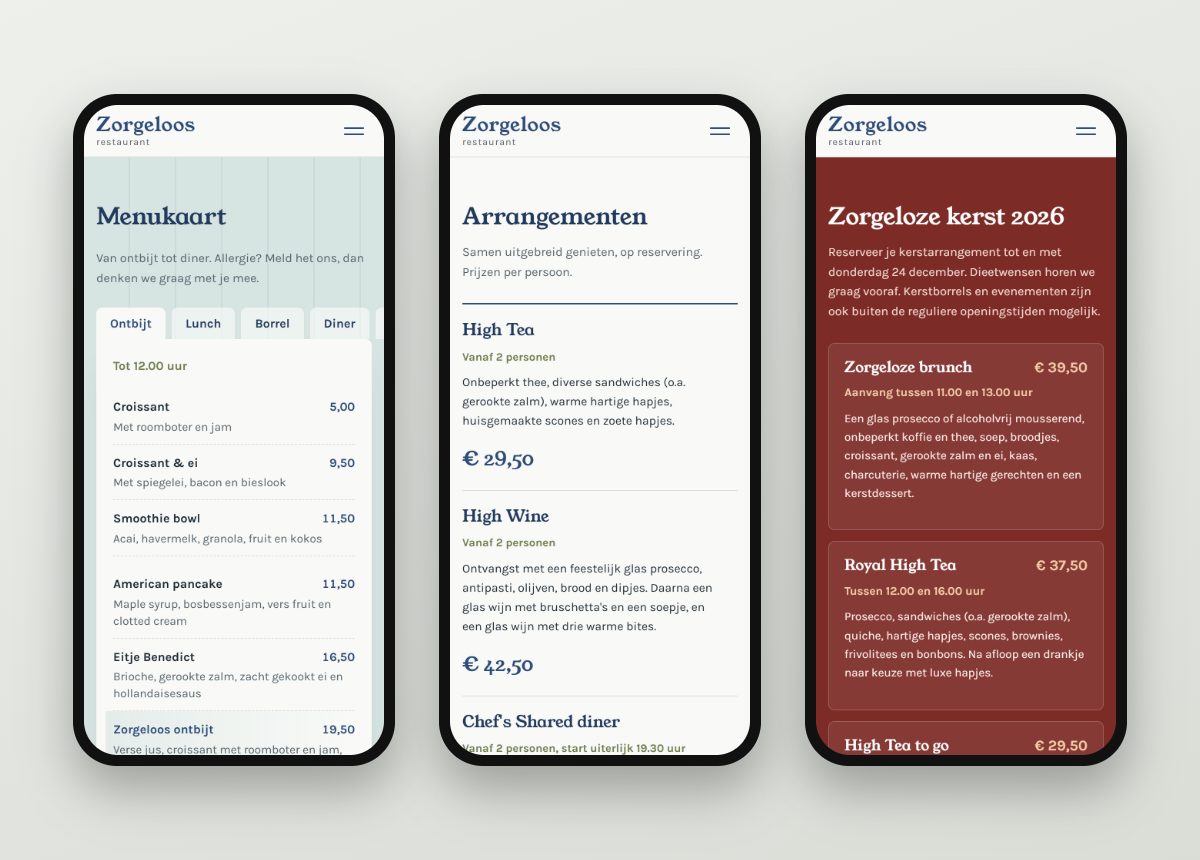 Zorgeloos
restaurant
Menukaart
Van ontbijt tot diner. Allergie? Meld het ons, dan
denken we graag met je mee.
Ontbijt Lunch Borrel Diner
Tot 12.00 uur
Croissant 5,00
Met roomboter en jam
Croissant & ei 9,50
Met spiegelei, bacon en bieslook
Smoothie bowl 11,50
Acai, havermelk, granola, fruit en kokos
American pancake 11,50
Maple syrup, bosbessenjam, vers fruit en
clotted cream
Eitje Benedict 16,50
Brioche, gerookte zalm, zacht gekookt ei en
hollandaisesaus
Zorgeloos ontbijt 19,50
Verse jus, croissant met roomboter en jam,
Zorgeloos
restaurant
Arrangementen
Samen uitgebreid genieten, op reservering.
Prijzen per persoon.
High Tea
Vanaf 2 personen
Onbeperkt thee, diverse sandwiches (o.a.
gerookte zalm), warme hartige hapjes,
huisgemaakte scones en zoete hapjes.
€ 29,50
High Wine
Vanaf 2 personen
Ontvangst met een feestelijk glas prosecco,
antipasti, olijven, brood en dipjes. Daarna een
glas wijn met bruschetta's en een soepje, en
een glas wijn met drie warme bites.
€ 42,50
Chef's Shared diner
Vanaf 2 personen, start uiterlijk 19.30 uur
Zorgeloos
restaurant
Zorgeloze kerst 2026
Reserveer je kerstarrangement tot en met
donderdag 24 december. Dieetwensen horen we
graag vooraf. Kerstborrels en evenementen zijn
ook buiten de reguliere openingstijden mogelijk.
Zorgeloze brunch € 39,50
Aanvang tussen 11.00 en 13.00 uur
Een glas prosecco of alcoholvrij mousserend,
onbeperkt koffie en thee, soep, broodjes,
croissant, gerookte zalm en ei, kaas,
charcuterie, warme hartige gerechten en een
kerstdessert.
Royal High Tea € 37,50
Tussen 12.00 en 16.00 uur
Prosecco, sandwiches (o.a. gerookte zalm),
quiche, hartige hapjes, scones, brownies,
frivolitees en bonbons. Na afloop een drankje
naar keuze met luxe hapjes.
High Tea to go € 29,50